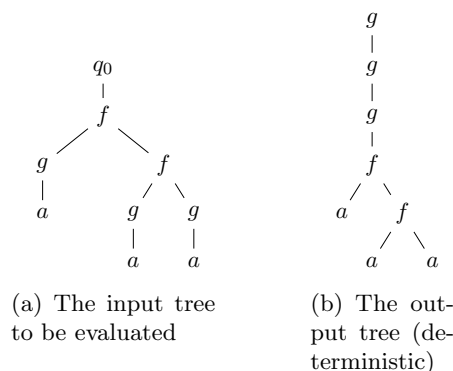 q0
f
g f
a g g
a a
(a) The input tree
to be evaluated
g
g
g
f
a f
a a
(b) The out-
put tree (de-
terministic)